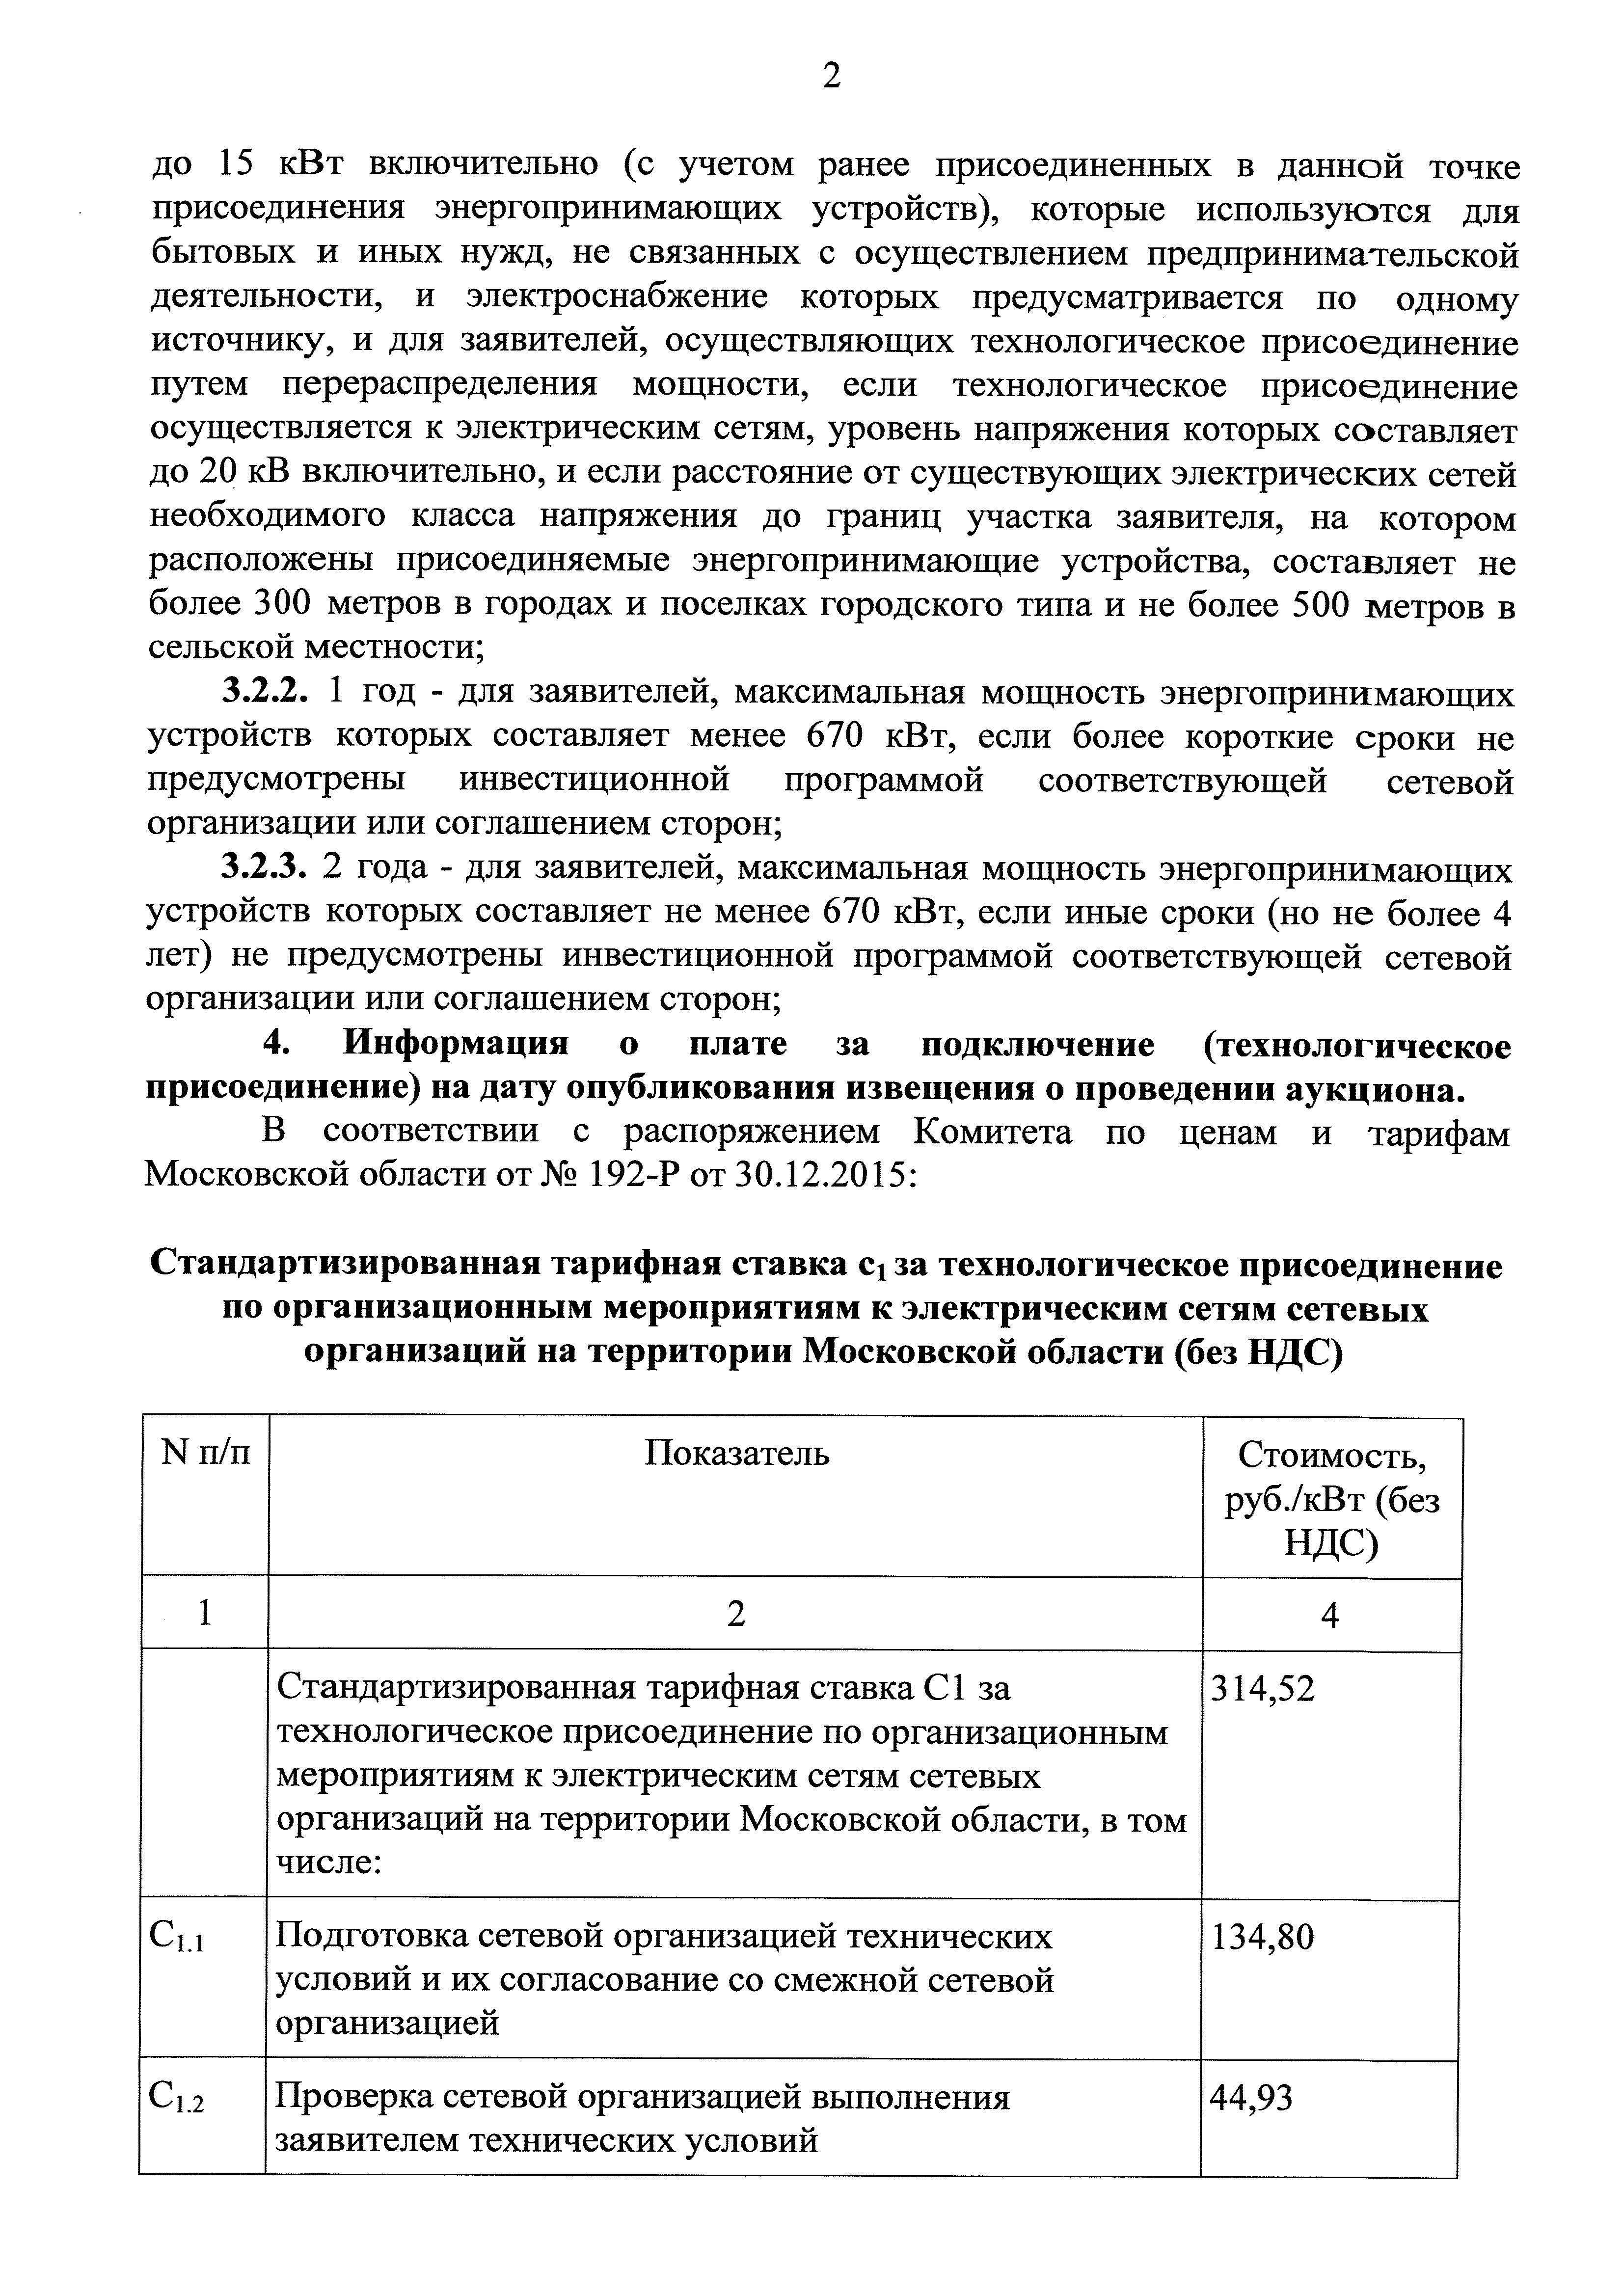 2
до 15 кВт включительно (с учетом ранее присоединенных в данной точке
присоединения энергопринимающих устройств), которые используются для
бытовых и иных нужд, не связанных с осуществлением предпринимательской
деятельности, и электроснабжение которых предусматривается по одному
источнику, и для заявителей, осуществляющих технологическое присоединение
путем перераспределения мощности, если технологическое присоединение
осуществляется к электрическим сетям, уровень напряжения которых составляет
до 20 кВ включительно, и если расстояние от существующих электрических сетей
необходимого класса напряжения до границ участка заявителя, на котором
расположены присоединяемые энергопринимающие устройства, составляет не
более 300 метров в городах и поселках городского типа и не более 500 метров в
сельской местности;
3.2.2. 1 год - для заявителей, максимальная мощность энергопринимающих
устройств которых составляет менее 670 кВт, если более короткие сроки не
предусмотрены инвестиционной программой соответствующей сетевой
организации или соглашением сторон;
3.2.3. 2 года - для заявителей, максимальная мощность энергопринимающих
устройств которых составляет не менее 670 кВт, если иные сроки (но не более 4
лет) не предусмотрены инвестиционной программой соответствующей сетевой
организации или соглашением сторон;
4. Информация о плате за подключение (технологическое
присоединение) на дату опубликования извещения о проведении аукциона.
В соответствии с распоряжением Комитета по ценам и тарифам
Московской области от № 192-Р от 30.12.2015:
Стандартизированная тарифная ставка с₁ за технологическое присоединение
по организационным мероприятиям к электрическим сетям сетевых
организаций на территории Московской области (без НДС)
N п/п Показатель Стоимость,
руб./кВт (без
НДС)
1 2 4
Стандартизированная тарифная ставка С1 за 314,52
технологическое присоединение по организационным
мероприятиям к электрическим сетям сетевых
организаций на территории Московской области, в том
числе:
С1.1 Подготовка сетевой организацией технических 134,80
условий и их согласование со смежной сетевой
организацией
С1.2 Проверка сетевой организацией выполнения 44,93
заявителем технических условий